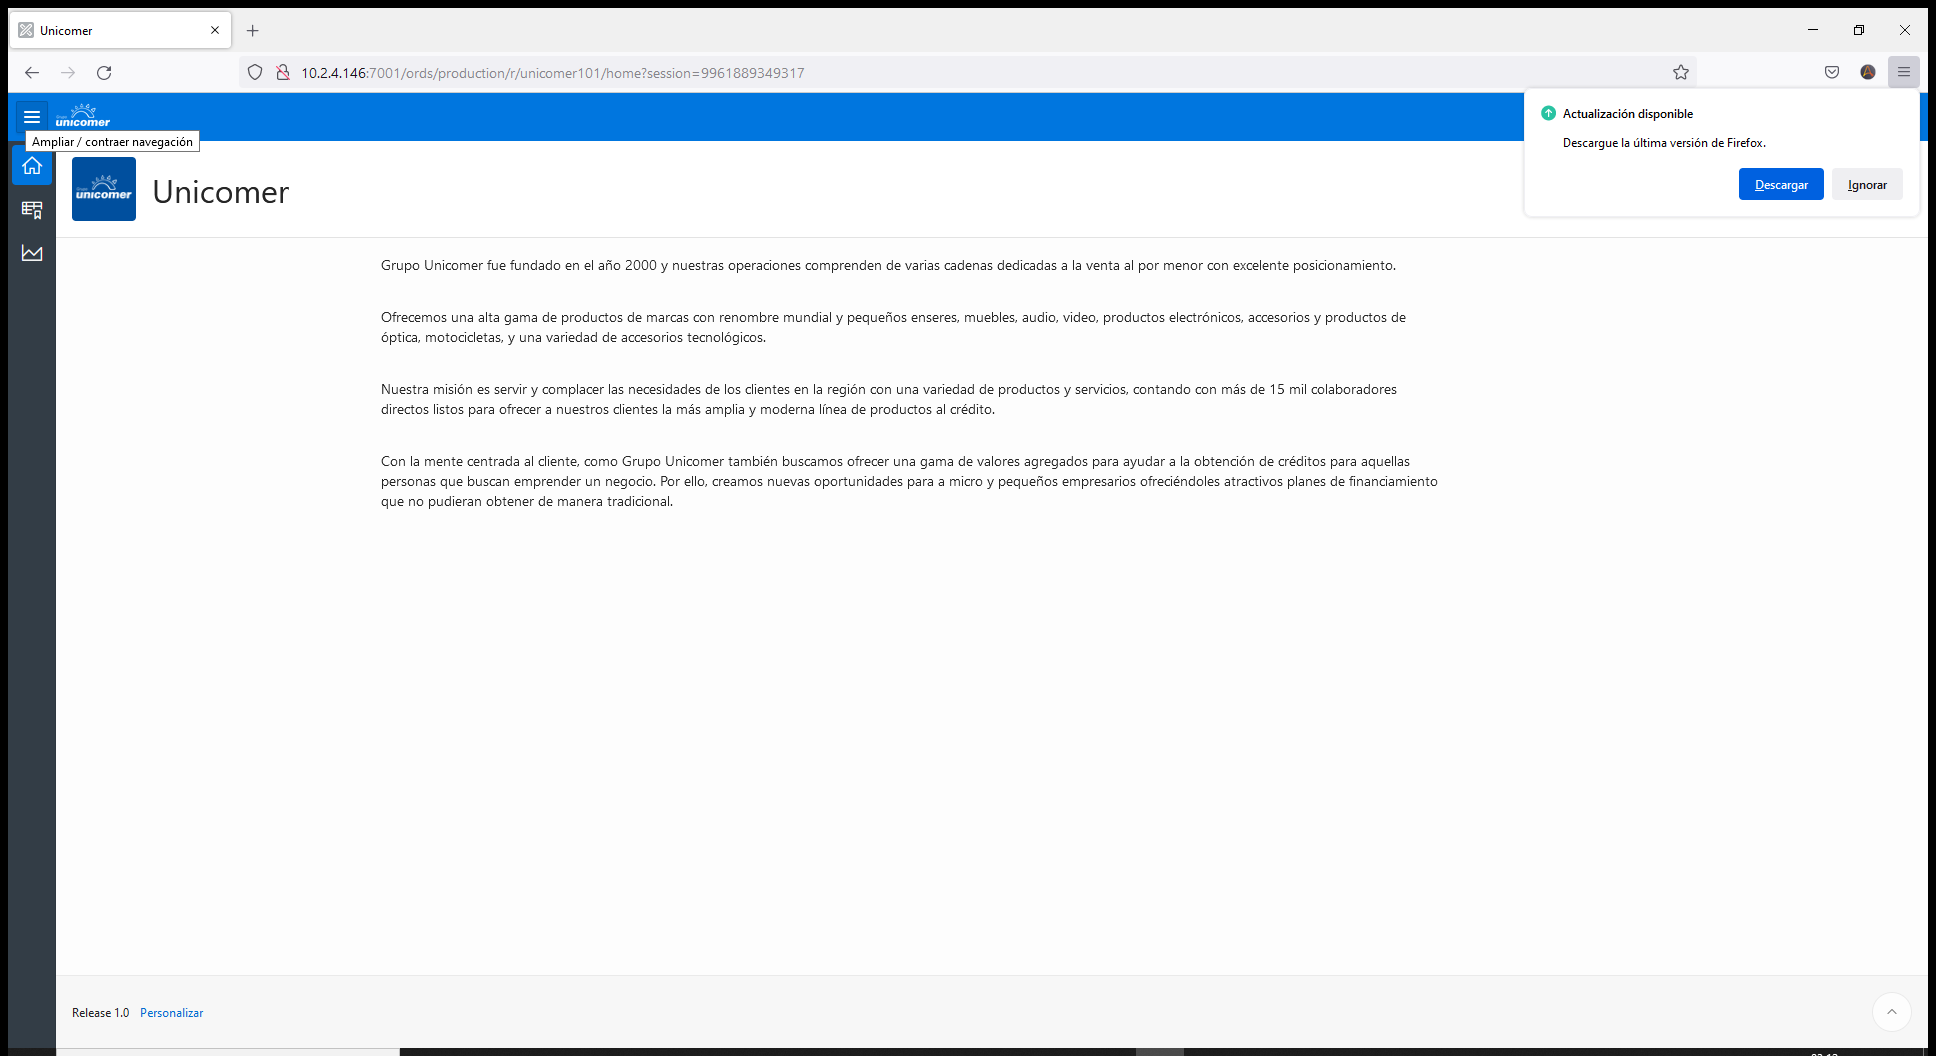 Unicomer
10.2.4.146:7001/ords/production/r/unicomer101/home?session=9961889349317
Grupo
unicomer
Ampliar / contraer navegación
Actualización disponible
Descargue la última versión de Firefox.
Descargar
Ignorar
Grupo
unicomer
Unicomer
Grupo Unicomer fue fundado en el año 2000 y nuestras operaciones comprenden de varias cadenas dedicadas a la venta al por menor con excelente posicionamiento.
Ofrecemos una alta gama de productos de marcas con renombre mundial y pequeños enseres, muebles, audio, video, productos electrónicos, accesorios y productos de
óptica, motocicletas, y una variedad de accesorios tecnológicos.
Nuestra misión es servir y complacer las necesidades de los clientes en la región con una variedad de productos y servicios, contando con más de 15 mil colaboradores
directos listos para ofrecer a nuestros clientes la más amplia y moderna línea de productos al crédito.
Con la mente centrada al cliente, como Grupo Unicomer también buscamos ofrecer una gama de valores agregados para ayudar a la obtención de créditos para aquellas
personas que buscan emprender un negocio. Por ello, creamos nuevas oportunidades para a micro y pequeños empresarios ofreciéndoles atractivos planes de financiamiento
que no pudieran obtener de manera tradicional.
Release 1.0 Personalizar